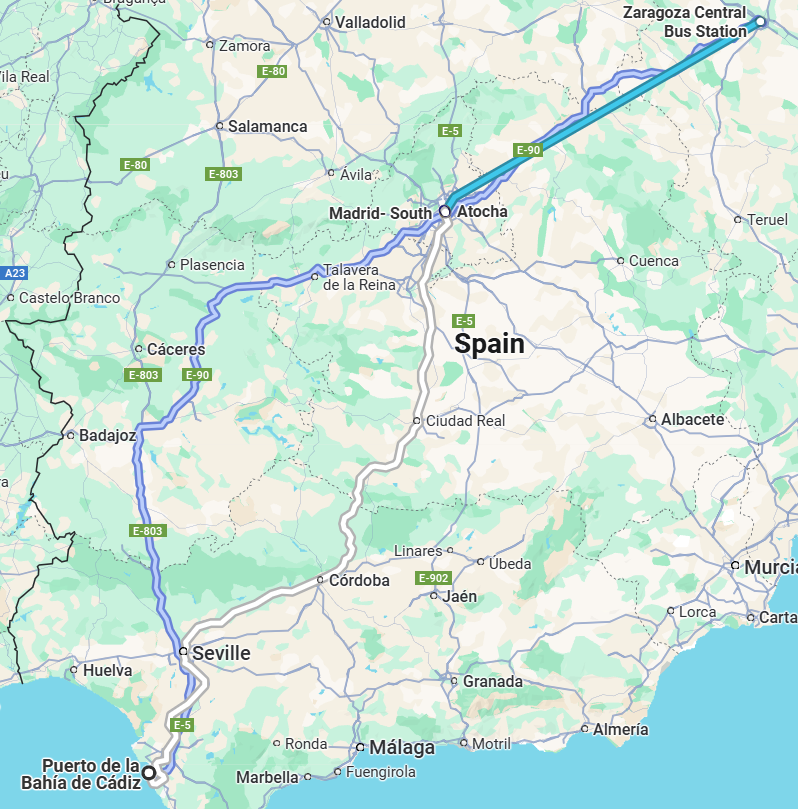 Bragança
Valladolid
Zaragoza Central
Bus Station
Zamora
E-80
Vila Real
Salamanca
E-5
E-90
E-80
E-803
Ávila
Madrid- South
Atocha
Teruel
Plasencia
Cuenca
A23
Talavera
de la Reina
Castelo Branco
E-5
Spain
Cáceres
E-803
E-90
Ciudad Real
Albacete
Badajoz
E-803
Linares
Úbeda
Murcia
Córdoba
E-902
Jaén
Lorca
Carta
Seville
Huelva
Granada
E-5
Almería
Ronda
Málaga
Motril
Puerto de la
Bahía de Cádiz
Marbella
Fuengirola